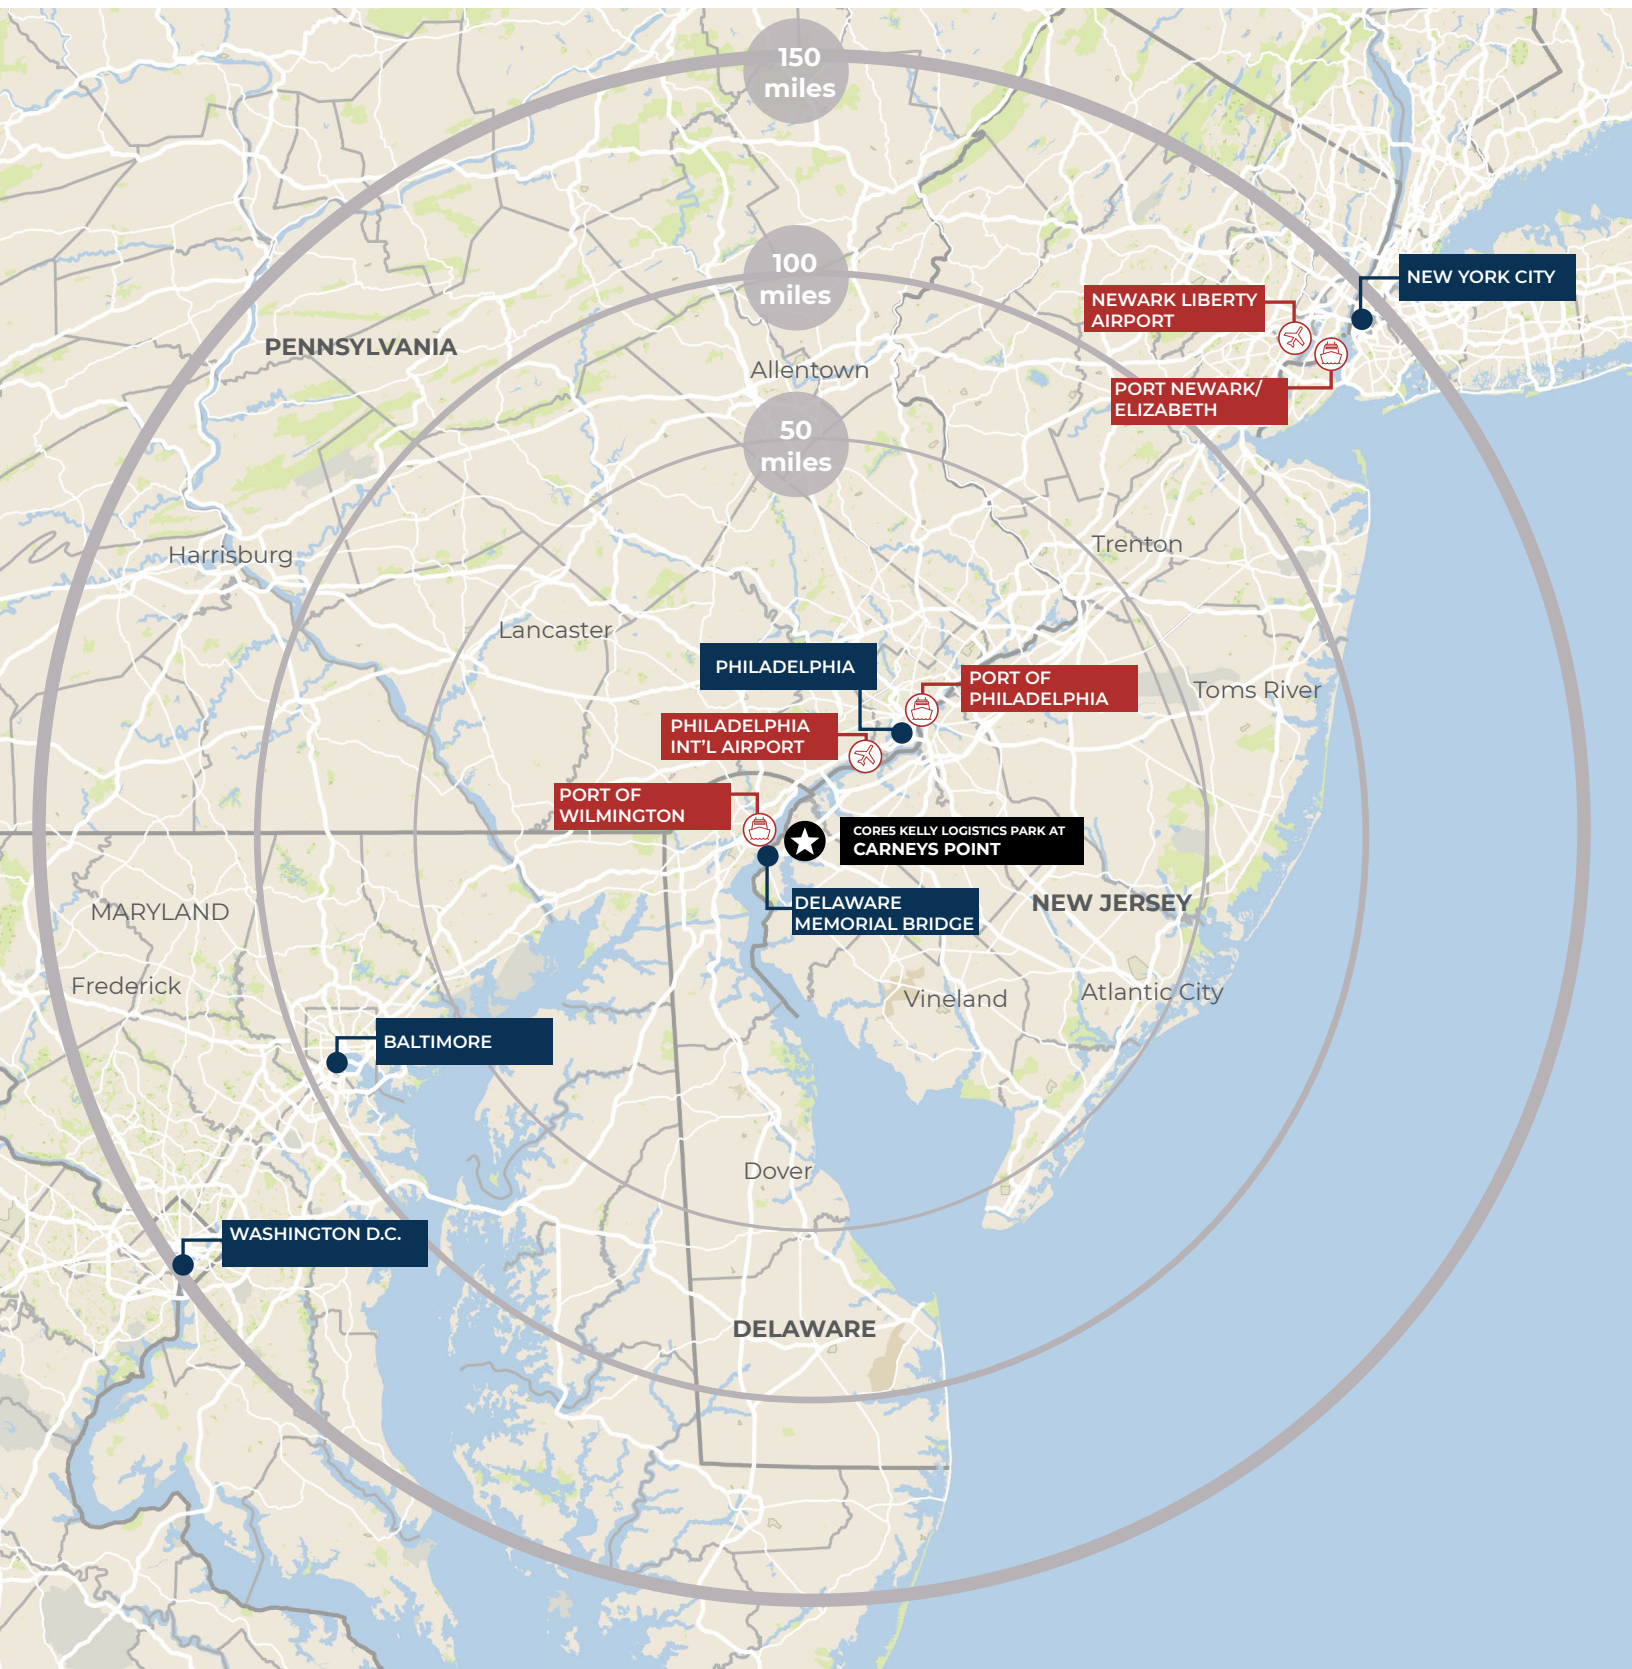 150
miles
100
miles
NEW YORK CITY
NEWARK LIBERTY
AIRPORT
PENNSYLVANIA
Allentown
PORT NEWARK/
ELIZABETH
50
miles
Harrisburg
Trenton
Lancaster
PHILADELPHIA
PORT OF
PHILADELPHIA
Toms River
PHILADELPHIA
INT'L AIRPORT
PORT OF
WILMINGTON
CORE5 KELLY LOGISTICS PARK AT
CARNEYS POINT
DELAWARE
MEMORIAL BRIDGE
NEW JERSEY
MARYLAND
Frederick
Vineland
Atlantic City
BALTIMORE
Dover
WASHINGTON D.C.
DELAWARE